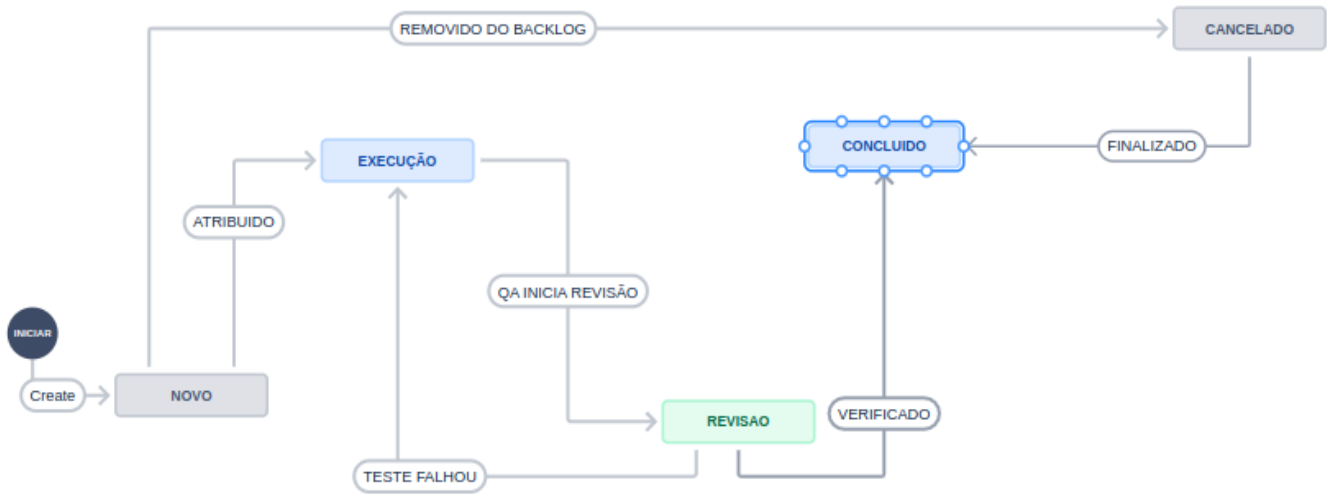 REMOVIDO DO BACKLOG
CANCELADO
CONCLUIDO
FINALIZADO
EXECUÇÃO
ATRIBUIDO
QA INICIA REVISÃO
INICIAR
Create
NOVO
REVISAO
VERIFICADO
TESTE FALHOU